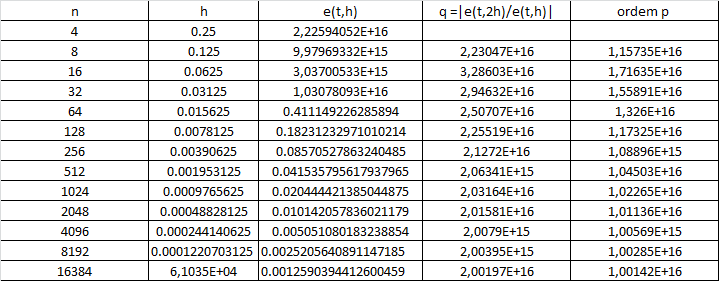 n h e(t,h) q =|e(t,2h)/e(t,h)| ordem p
4 0.25 2,22594052E+16
8 0.125 9,97969332E+15 2,23047E+16 1,15735E+16
16 0.0625 3,03700533E+15 3,28603E+16 1,71635E+16
32 0.03125 1,03078093E+16 2,94632E+16 1,55891E+16
64 0.015625 0.411149226285894 2,50707E+16 1,326E+16
128 0.0078125 0.18231232971010214 2,25519E+16 1,17325E+16
256 0.00390625 0.08570527863240485 2,1272E+16 1,08896E+15
512 0.001953125 0.041535795617937965 2,06341E+15 1,04503E+16
1024 0.0009765625 0.020444421385044875 2,03164E+16 1,02265E+16
2048 0.00048828125 0.010142057836021179 2,01581E+16 1,01136E+16
4096 0.000244140625 0.005051080183238854 2,0079E+15 1,00569E+15
8192 0.0001220703125 0.0025205640891147185 2,00395E+15 1,00285E+16
16384 6,1035E+04 0.0012590394412600459 2,00197E+16 1,00142E+16